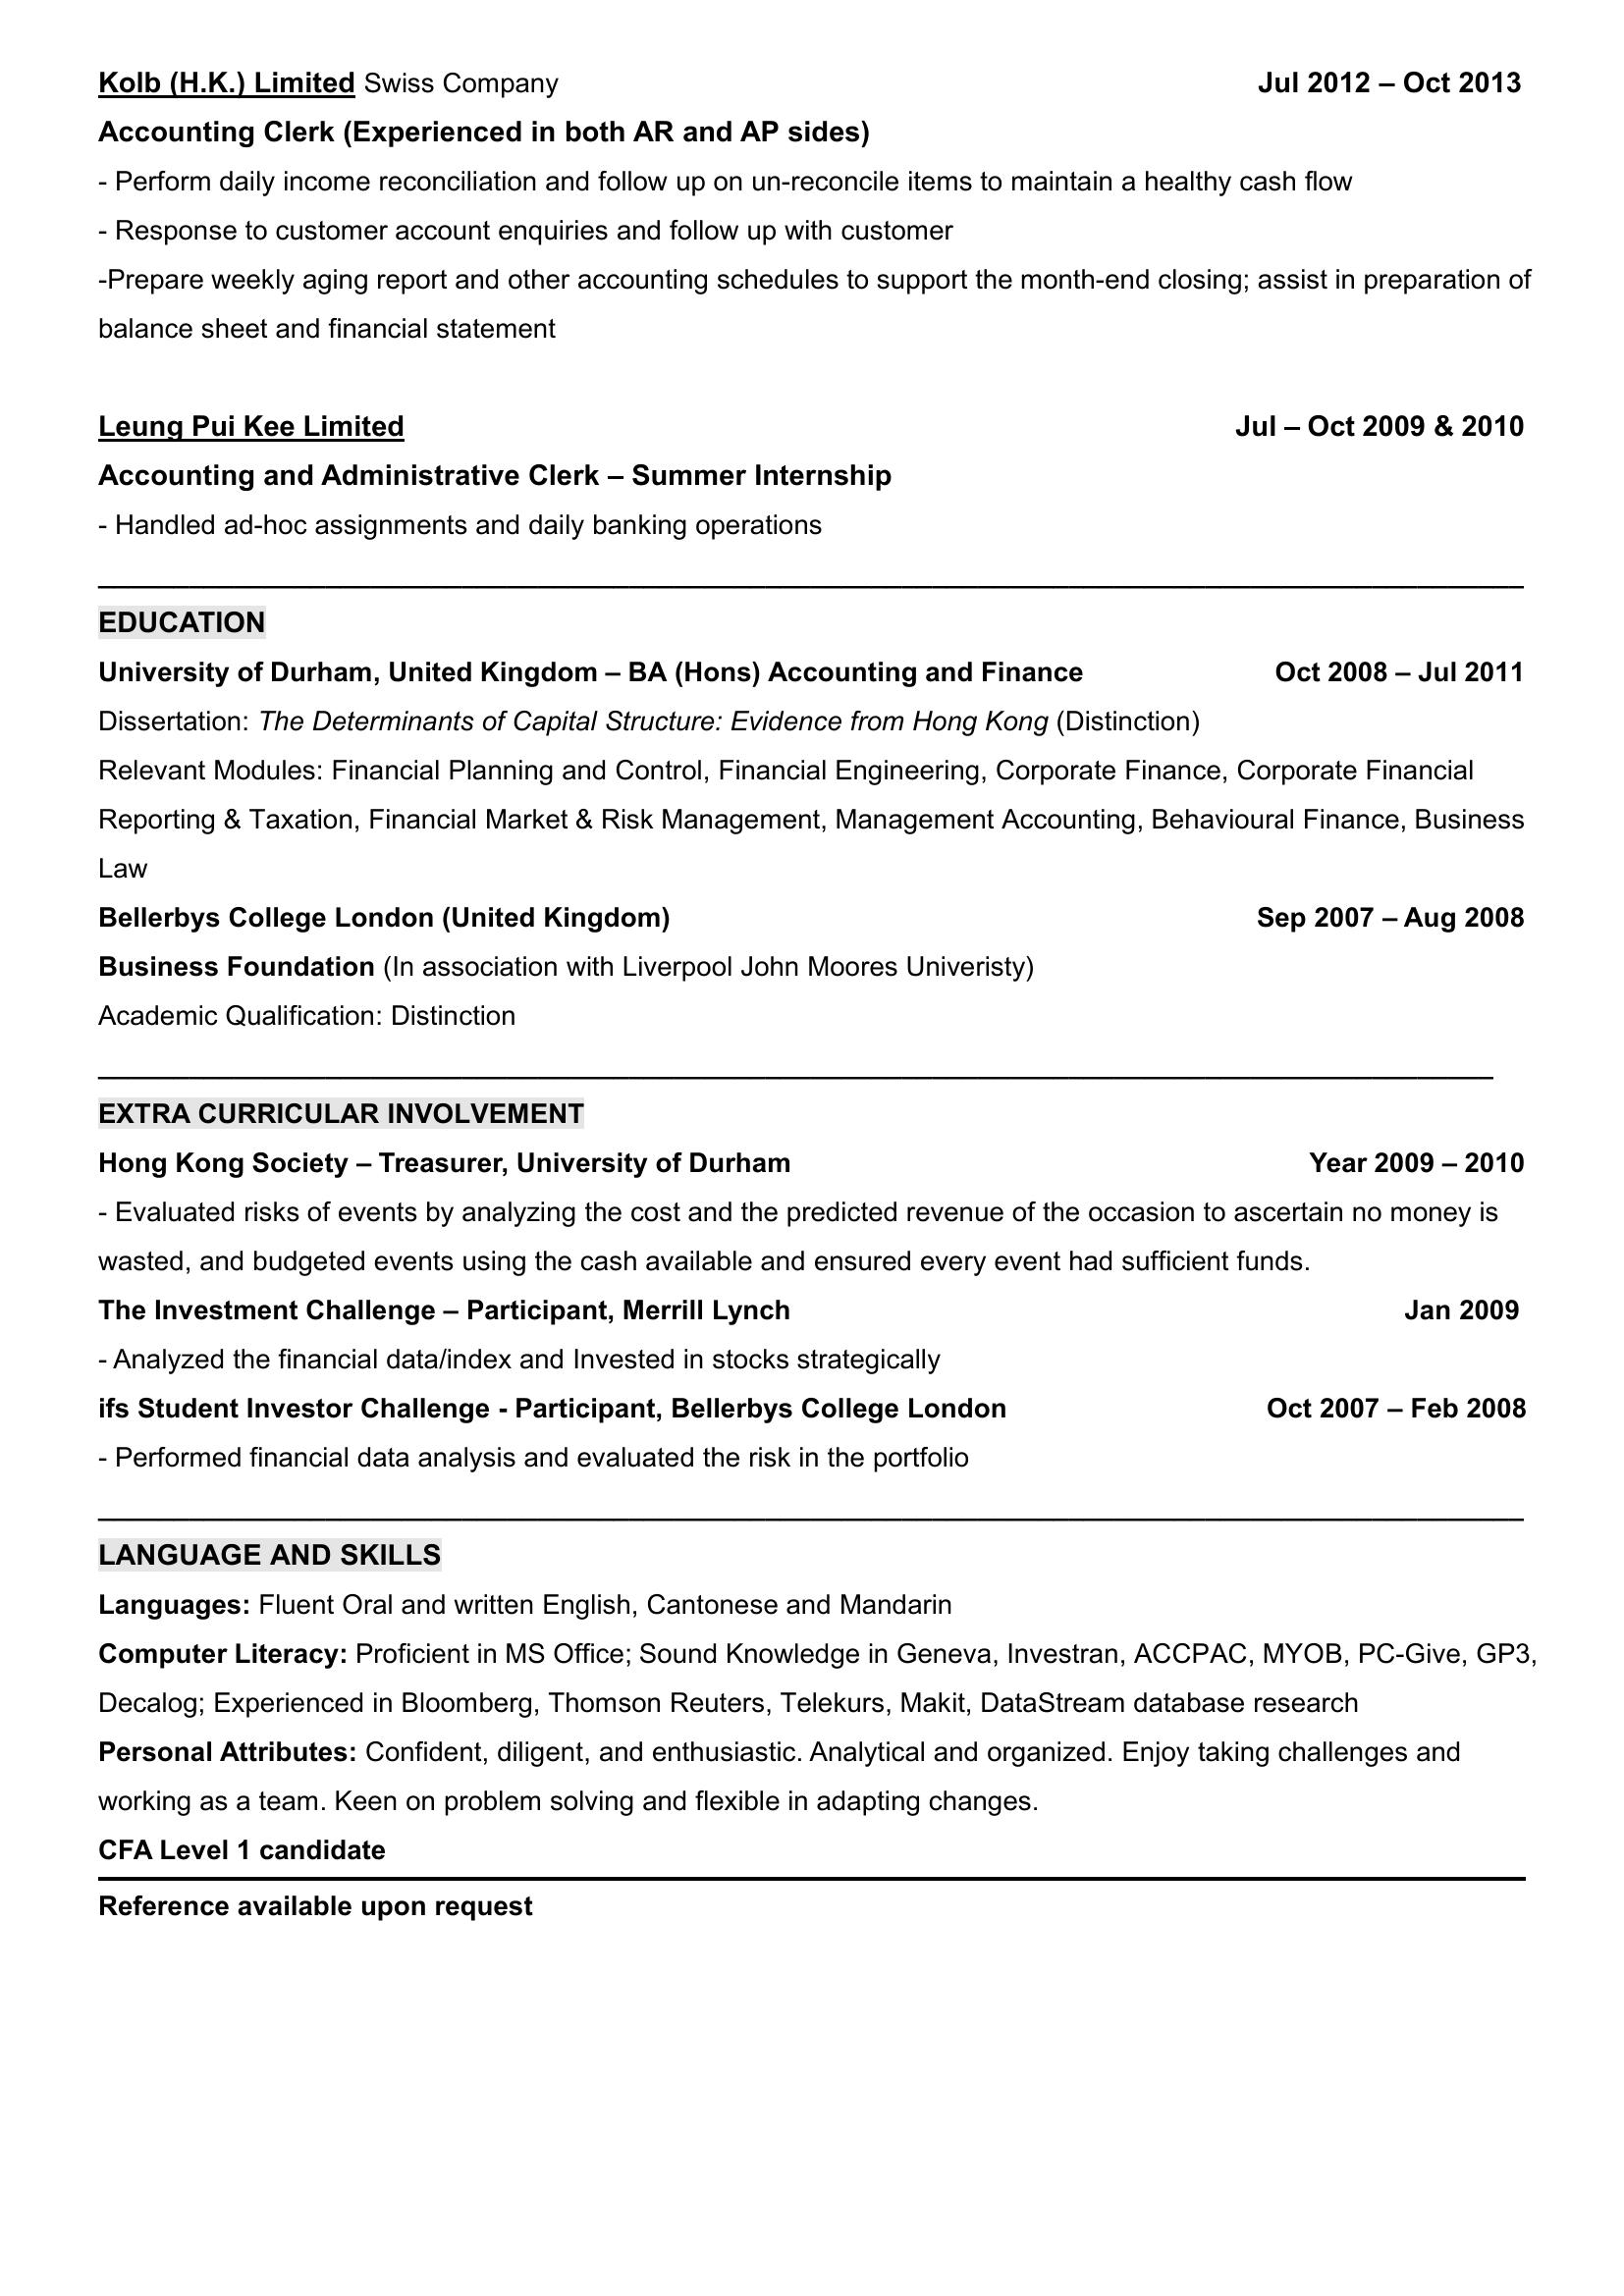 Kolb (H.K.) Limited Swiss Company Jul 2012 – Oct 2013
Accounting Clerk (Experienced in both AR and AP sides)
- Perform daily income reconciliation and follow up on un-reconcile items to maintain a healthy cash flow
- Response to customer account enquiries and follow up with customer
-Prepare weekly aging report and other accounting schedules to support the month-end closing; assist in preparation of
balance sheet and financial statement
Leung Pui Kee Limited Jul – Oct 2009 & 2010
Accounting and Administrative Clerk – Summer Internship
- Handled ad-hoc assignments and daily banking operations
EDUCATION
University of Durham, United Kingdom – BA (Hons) Accounting and Finance Oct 2008 – Jul 2011
Dissertation: The Determinants of Capital Structure: Evidence from Hong Kong (Distinction)
Relevant Modules: Financial Planning and Control, Financial Engineering, Corporate Finance, Corporate Financial
Reporting & Taxation, Financial Market & Risk Management, Management Accounting, Behavioural Finance, Business
Law
Bellerbys College London (United Kingdom) Sep 2007 – Aug 2008
Business Foundation (In association with Liverpool John Moores Univeristy)
Academic Qualification: Distinction
EXTRA CURRICULAR INVOLVEMENT
Hong Kong Society – Treasurer, University of Durham Year 2009 – 2010
- Evaluated risks of events by analyzing the cost and the predicted revenue of the occasion to ascertain no money is
wasted, and budgeted events using the cash available and ensured every event had sufficient funds.
The Investment Challenge – Participant, Merrill Lynch Jan 2009
- Analyzed the financial data/index and Invested in stocks strategically
ifs Student Investor Challenge - Participant, Bellerbys College London Oct 2007 – Feb 2008
- Performed financial data analysis and evaluated the risk in the portfolio
LANGUAGE AND SKILLS
Languages: Fluent Oral and written English, Cantonese and Mandarin
Computer Literacy: Proficient in MS Office; Sound Knowledge in Geneva, Investran, ACCPAC, MYOB, PC-Give, GP3,
Decalog; Experienced in Bloomberg, Thomson Reuters, Telekurs, Makit, DataStream database research
Personal Attributes: Confident, diligent, and enthusiastic. Analytical and organized. Enjoy taking challenges and
working as a team. Keen on problem solving and flexible in adapting changes.
CFA Level 1 candidate
Reference available upon request